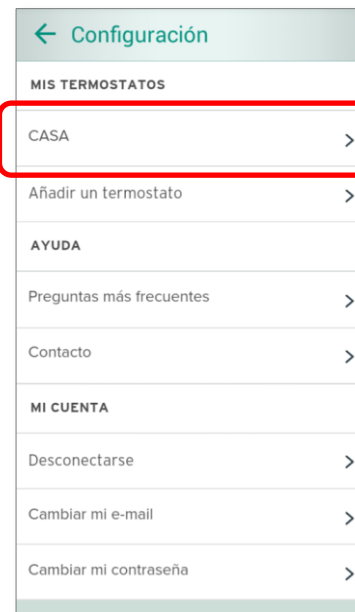 Configuración
MIS TERMOSTATOS
CASA
Añadir un termostato
AYUDA
Preguntas más frecuentes
Contacto
MI CUENTA
Desconectarse
Cambiar mi e-mail
Cambiar mi contraseña